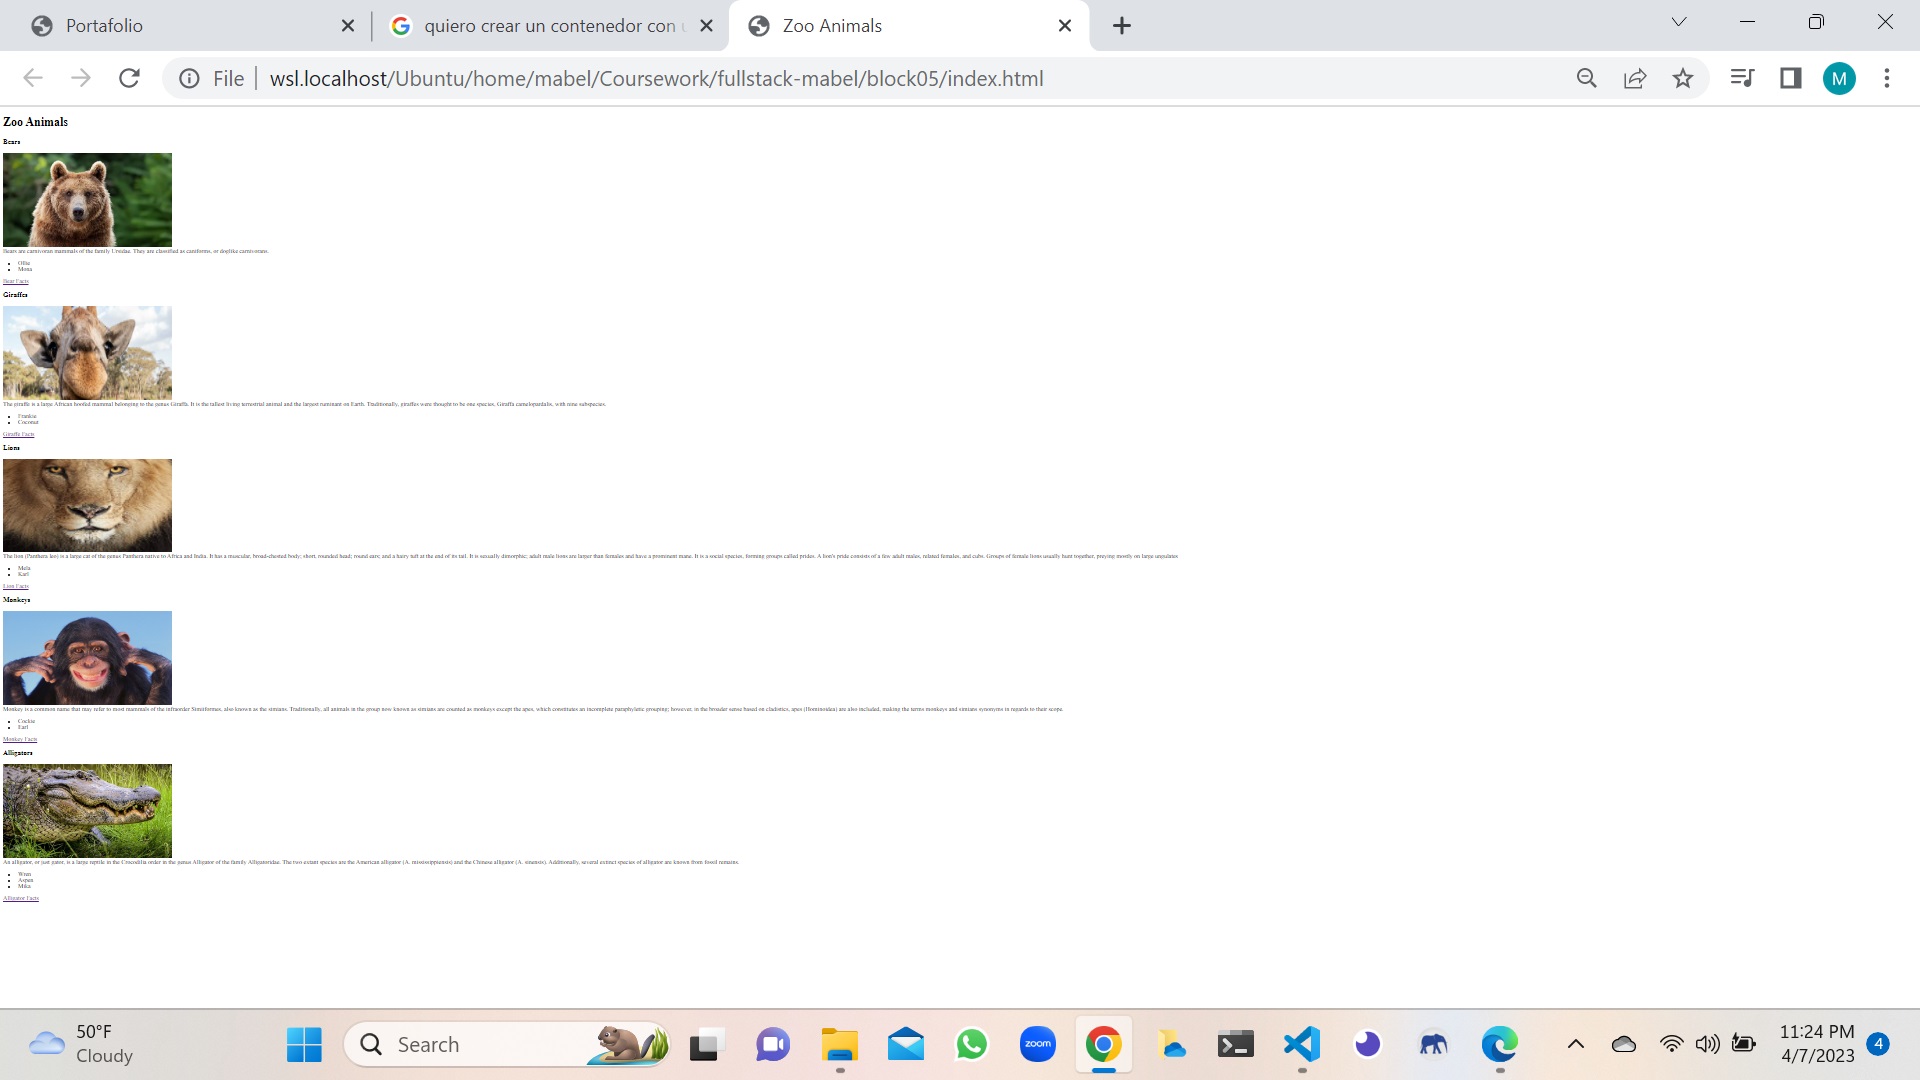 Portafolio
quiero crear un contenedor con
Zoo Animals
File
wsl.localhost/Ubuntu/home/mabel/Coursework/fullstack-mabel/block05/index.html
M
Zoo Animals
Bears
Bears are carnivoran mammals of the family Ursidae. They are classified as caniforms, or doglike carnivorans.
Ollie
Mona
Bear Facts
Giraffes
The giraffe is a large African hoofed mammal belonging to the genus Giraffa. It is the tallest living terrestrial animal and the largest ruminant on Earth. Traditionally, giraffes were thought to be one species, Giraffa camelopardalis, with nine subspecies.
Frankie
Coconut
Giraffe Facts
Lions
The lion (Panthera leo) is a large cat of the genus Panthera native to Africa and India. It has a muscular, broad-chested body; short, rounded head; round ears; and a hairy tuft at the end of its tail. It is sexually dimorphic; adult male lions are larger than females and have a prominent mane. It is a social species, forming groups called prides. A lion's pride consists of a few adult males, related females, and cubs. Groups of female lions usually hunt together, preying mostly on large ungulates
Mela
Karl
Lion Facts
Monkeys
Monkey is a common name that may refer to most mammals of the infraorder Simiiformes, also known as the simians. Traditionally, all animals in the group now known as simians are counted as monkeys except the apes, which constitutes an incomplete paraphyletic grouping; however, in the broader sense based on cladistics, apes (Hominoidea) are also included, making the terms monkeys and simians synonyms in regards to their scope.
Cookie
Earl
Monkey Facts
Alligators
An alligator, or just gator, is a large reptile in the Crocodilia order in the genus Alligator of the family Alligatoridae. The two extant species are the American alligator (A. mississippiensis) and the Chinese alligator (A. sinensis). Additionally, several extinct species of alligator are known from fossil remains.
Wren
Aspen
Mika
Alligator Facts
50°F
Cloudy
Search
zoom
11:24 PM
4/7/2023
4